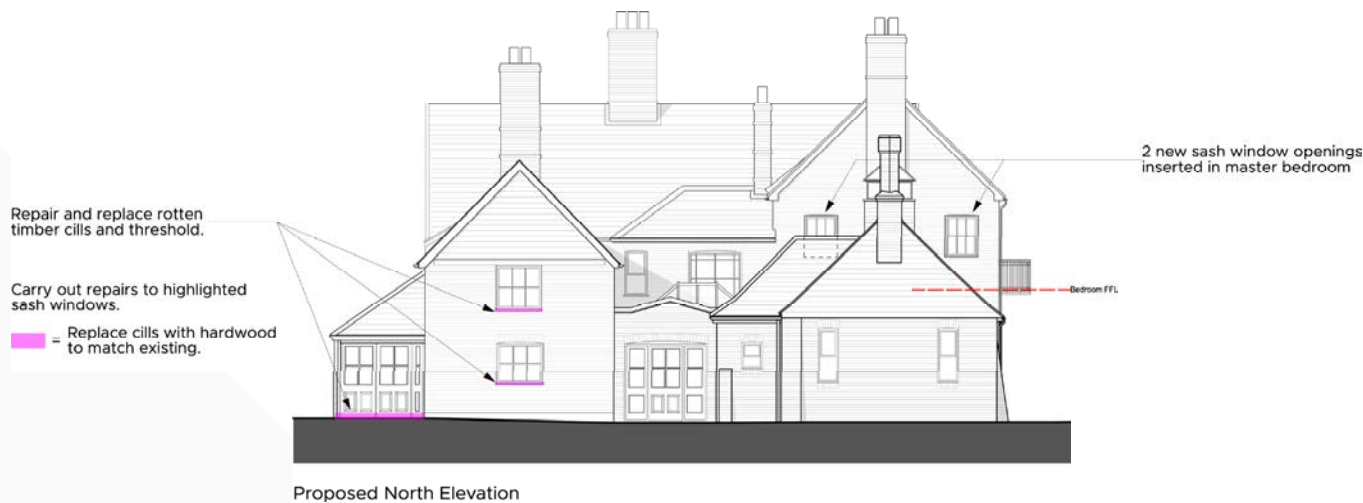 2 new sash window openings
inserted in master bedroom
Repair and replace rotten
timber cills and threshold.
Carry out repairs to highlighted
sash windows.
= Replace cills with hardwood
to match existing.
Bedroom FFL
Proposed North Elevation